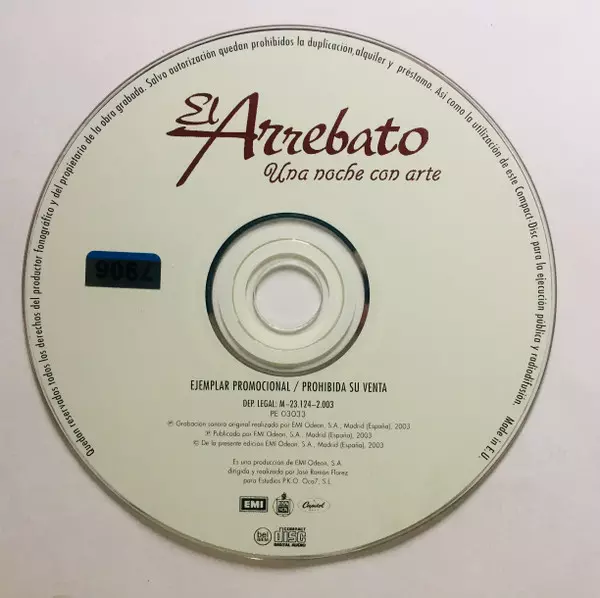 Quedan reservados todos los derechos del productor fonográfico y del propietario de la obra grabada. Salvo autorización quedan prohibidos la duplicación, alquiler y préstamo. Así como la utilización de este Compact-Disc para la ejecución pública y radiodifusión. Made in E.U.
El Arrebato
Una noche con arte
7906
EJEMPLAR PROMOCIONAL / PROHIBIDA SU VENTA
DEP. LEGAL: M-23.124-2.003
PE 03033
℗ Grabación sonora original realizada por EMI Odeon, S.A., Madrid (España), 2003
℗ Publicado por EMI Odeon, S.A., Madrid (España), 2003
© De la presente edición EMI Odeon, S.A., Madrid (España), 2003
Es una producción de EMI Odeon, S.A.
dirigida y realizada por José Ramón Florez
para Estudios P.K.O. Oco7, S.L.
EMI
Capitol
COMPACT
disc
DIGITAL AUDIO